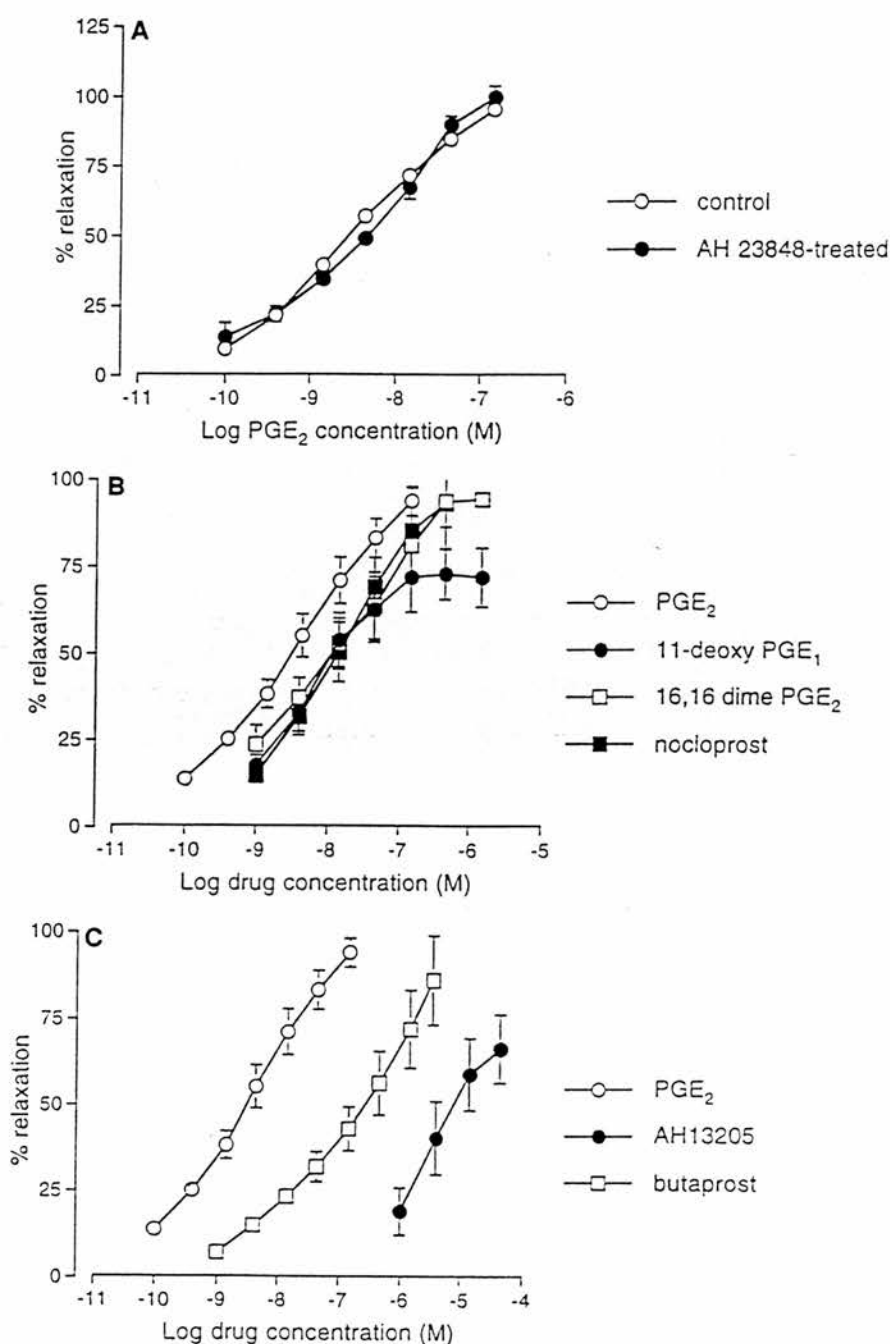 A
125
100
75
50
25
0
% relaxation
-11 -10 -9 -8 -7 -6
Log PGE₂ concentration (M)
control
AH 23848-treated
B
100
75
50
25
0
% relaxation
-11 -10 -9 -8 -7 -6 -5
Log drug concentration (M)
PGE₂
11-deoxy PGE₁
16,16 dime PGE₂
nocloprost
C
100
75
50
25
0
% relaxation
-11 -10 -9 -8 -7 -6 -5 -4
Log drug concentration (M)
PGE₂
AH13205
butaprost